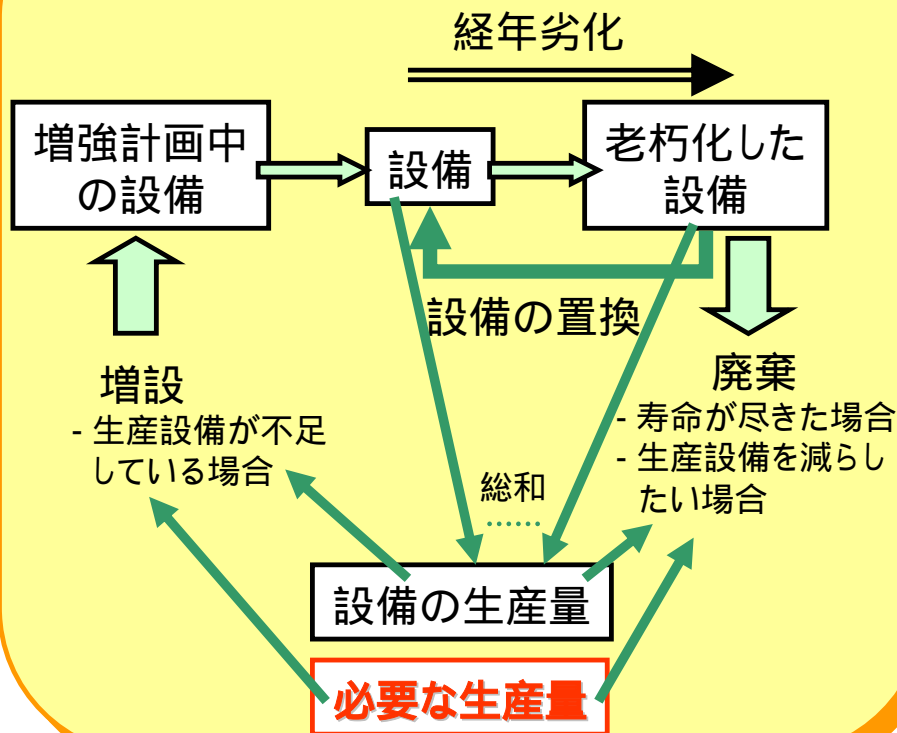 経年劣化
増強計画中
の設備
設備
老朽化した
設備
設備の置換
増設
- 生産設備が不足
している場合
廃棄
- 寿命が尽きた場合
- 生産設備を減らし
たい場合
総和
……
設備の生産量
必要な生産量